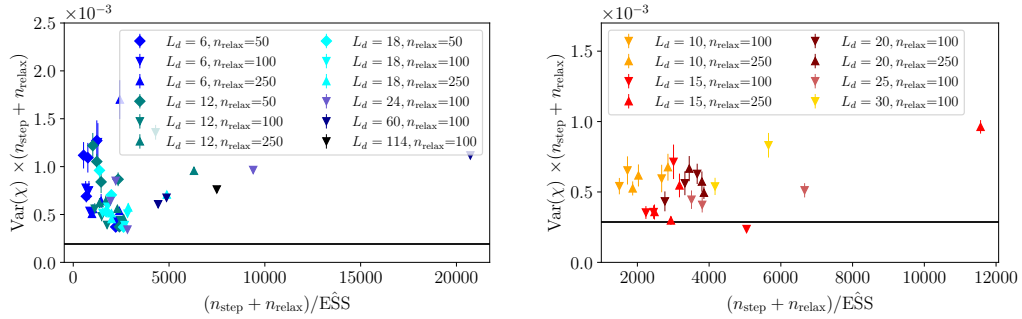 ×10⁻³
2.5
2.0
1.5
1.0
0.5
0.0
Var(χ) ×(n_step + n_relax)
L_d = 6, n_relax=50
L_d = 6, n_relax=100
L_d = 6, n_relax=250
L_d = 12, n_relax=50
L_d = 12, n_relax=100
L_d = 12, n_relax=250
L_d = 18, n_relax=50
L_d = 18, n_relax=100
L_d = 18, n_relax=250
L_d = 24, n_relax=100
L_d = 60, n_relax=100
L_d = 114, n_relax=100
0 5000 10000 15000 20000
(n_step + n_relax)/ESŜ
×10⁻³
2.0
1.5
1.0
0.5
0.0
Var(χ) ×(n_step + n_relax)
L_d = 10, n_relax=100
L_d = 10, n_relax=250
L_d = 15, n_relax=100
L_d = 15, n_relax=250
L_d = 20, n_relax=100
L_d = 20, n_relax=250
L_d = 25, n_relax=100
L_d = 30, n_relax=100
2000 4000 6000 8000 10000 12000
(n_step + n_relax)/EŜS